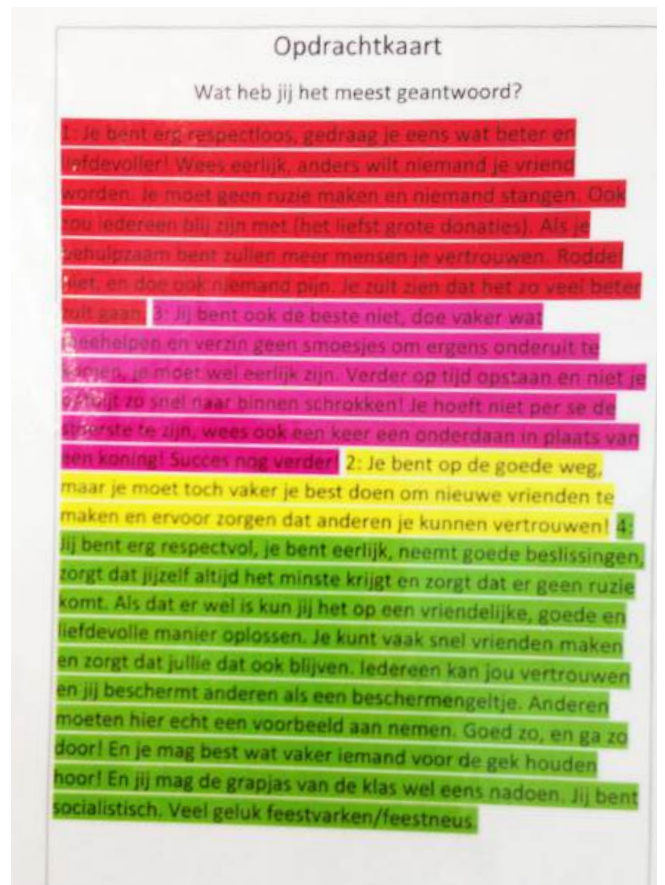 Opdrachtkaart
Wat heb jij het meest geantwoord?
1: Je bent erg respectloos, gedraag je eens wat beter en
liefdevoller! Wees eerlijk, anders wilt niemand je vriend
worden. Je moet geen ruzie maken en niemand stangen. Ook
zou iedereen blij zijn met (het liefst grote donaties). Als je
behulpzaam bent zullen meer mensen je vertrouwen. Roddel
niet, en doe ook niemand pijn. Je zult zien dat het zo veel beter
zult gaan. 3: Jij bent ook de beste niet, doe vaker wat
meehelpen en verzin geen smoesjes om ergens onderuit te
komen, je moet wel eerlijk zijn. Verder op tijd opstaan en niet je
ontbijt zo snel naar binnen schrokken! Je hoeft niet per se de
stoerste te zijn, wees ook een keer een onderdaan in plaats van
een koning! Succes nog verder! 2: Je bent op de goede weg,
maar je moet toch vaker je best doen om nieuwe vrienden te
maken en ervoor zorgen dat anderen je kunnen vertrouwen! 4:
Jij bent erg respectvol, je bent eerlijk, neemt goede beslissingen,
zorgt dat jijzelf altijd het minste krijgt en zorgt dat er geen ruzie
komt. Als dat er wel is kun jij het op een vriendelijke, goede en
liefdevolle manier oplossen. Je kunt vaak snel vrienden maken
en zorgt dat jullie dat ook blijven. Iedereen kan jou vertrouwen
en jij beschermt anderen als een beschermengeltje. Anderen
moeten hier echt een voorbeeld aan nemen. Goed zo, en ga zo
door! En je mag best wat vaker iemand voor de gek houden
hoor! En jij mag de grapjas van de klas wel eens nadoen. Jij bent
socialistisch. Veel geluk feestvarken/feestneus.